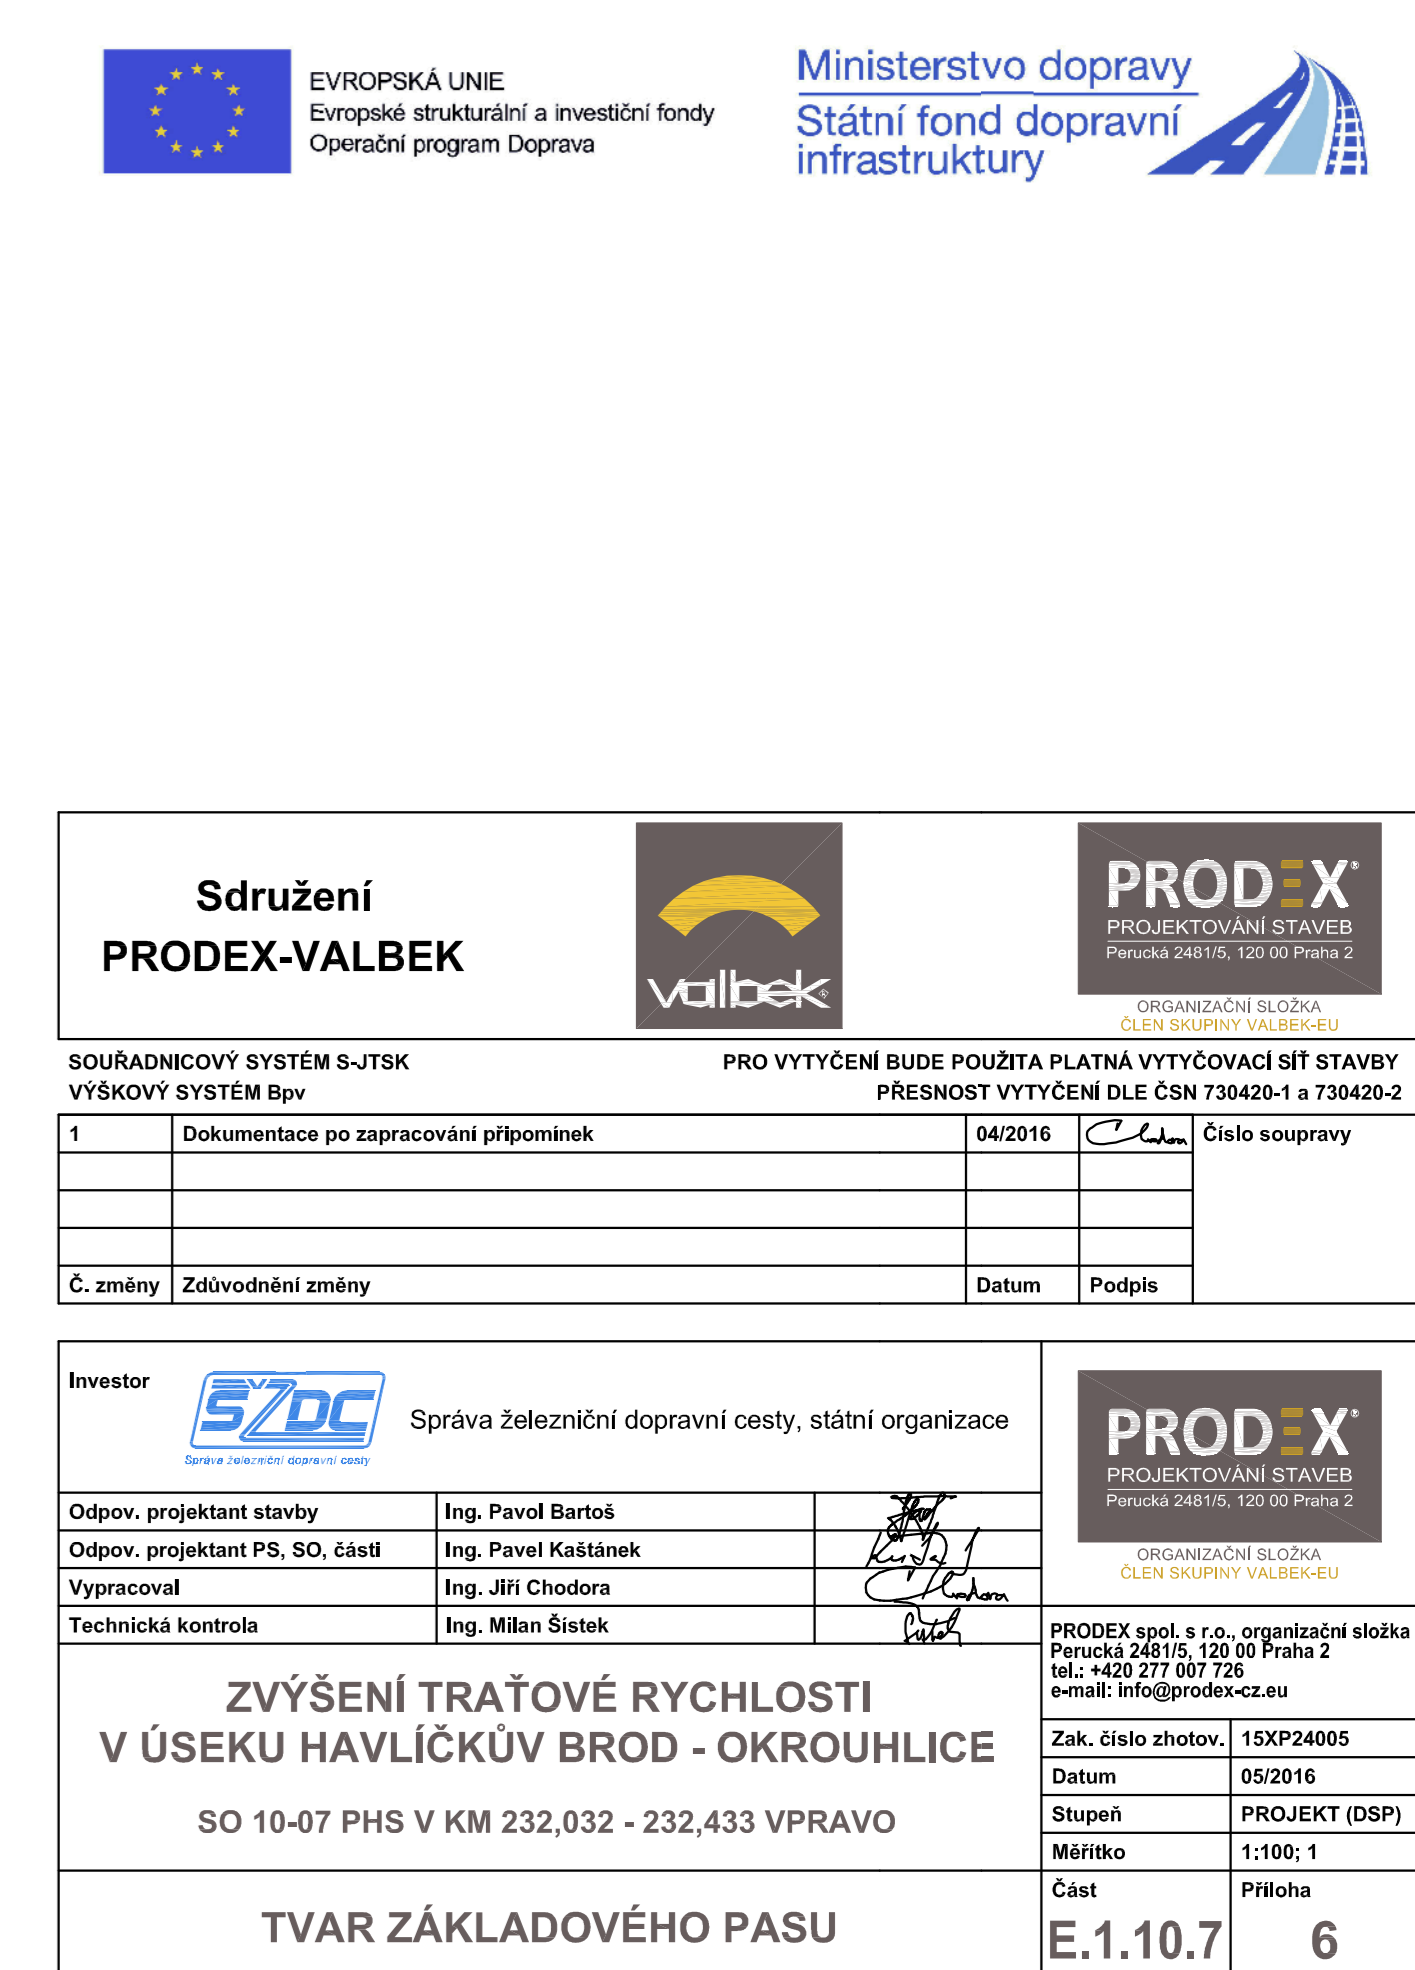 EVROPSKÁ UNIE
Evropské strukturální a investiční fondy
Operační program Doprava
Ministerstvo dopravy
Státní fond dopravní
infrastruktury
Sdružení
PRODEX-VALBEK
valbek®
PRODEX®
PROJEKTOVÁNÍ STAVEB
Perucká 2481/5, 120 00 Praha 2
ORGANIZAČNÍ SLOŽKA
ČLEN SKUPINY VALBEK-EU
SOUŘADNICOVÝ SYSTÉM S-JTSK
VÝŠKOVÝ SYSTÉM Bpv
PRO VYTYČENÍ BUDE POUŽITA PLATNÁ VYTYČOVACÍ SÍŤ STAVBY
PŘESNOST VYTYČENÍ DLE ČSN 730420-1 a 730420-2
1 Dokumentace po zapracování připomínek 04/2016 Chodora Číslo soupravy
Č. změny Zdůvodnění změny Datum Podpis
Investor
SŽDC
Správa železniční dopravní cesty
Správa železniční dopravní cesty, státní organizace
PRODEX®
PROJEKTOVÁNÍ STAVEB
Perucká 2481/5, 120 00 Praha 2
ORGANIZAČNÍ SLOŽKA
ČLEN SKUPINY VALBEK-EU
Odpov. projektant stavby Ing. Pavol Bartoš
Odpov. projektant PS, SO, části Ing. Pavel Kaštánek
Vypracoval Ing. Jiří Chodora Chodora
Technická kontrola Ing. Milan Šístek
PRODEX spol. s r.o., organizační složka
Perucká 2481/5, 120 00 Praha 2
tel.: +420 277 007 726
e-mail: info@prodex-cz.eu
ZVÝŠENÍ TRAŤOVÉ RYCHLOSTI
V ÚSEKU HAVLÍČKŮV BROD - OKROUHLICE
SO 10-07 PHS V KM 232,032 - 232,433 VPRAVO
Zak. číslo zhotov. 15XP24005
Datum 05/2016
Stupeň PROJEKT (DSP)
Měřítko 1:100; 1
TVAR ZÁKLADOVÉHO PASU
Část Příloha
E.1.10.7 6